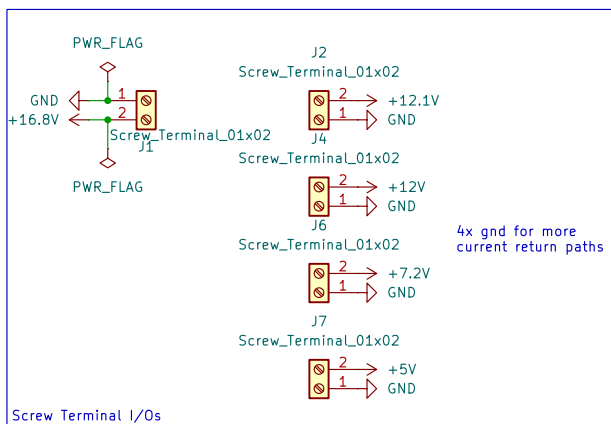 PWR_FLAG
GND
1
+16.8V
2
Screw_Terminal_01x02
J1
PWR_FLAG
J2
Screw_Terminal_01x02
2
+12.1V
1
GND
J4
Screw_Terminal_01x02
2
+12V
1
GND
J6
Screw_Terminal_01x02
2
+7.2V
1
GND
J7
Screw_Terminal_01x02
2
+5V
1
GND
4x gnd for more
current return paths
Screw Terminal I/Os